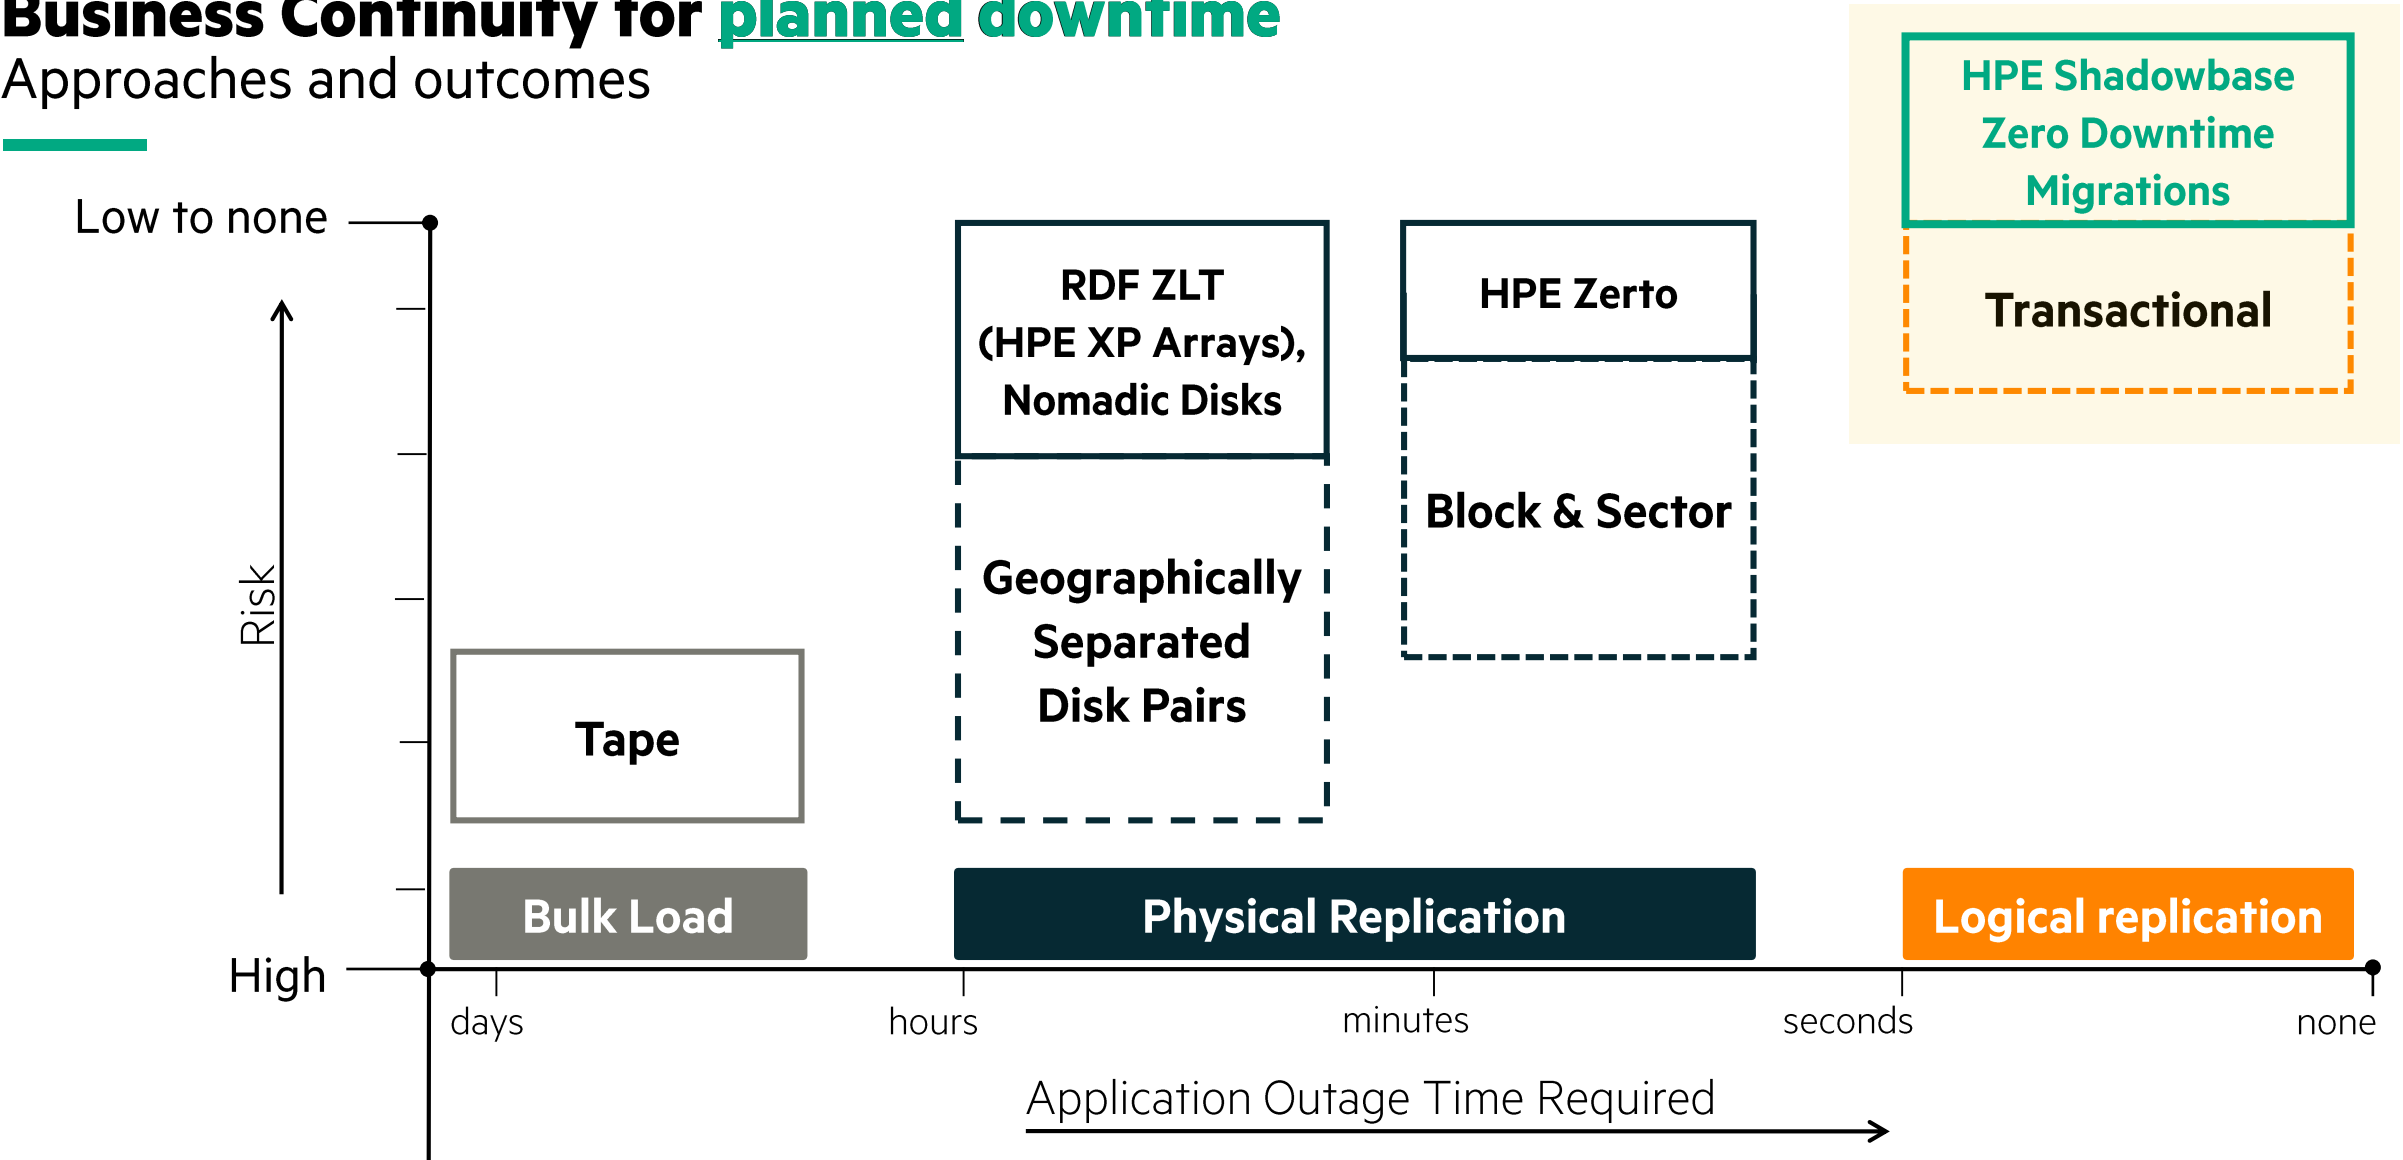 Business Continuity for planned downtime
Approaches and outcomes
HPE Shadowbase
Zero Downtime
Migrations
Transactional
Low to none
RDF ZLT
(HPE XP Arrays),
Nomadic Disks
HPE Zerto
Block & Sector
Geographically
Separated
Disk Pairs
Risk
Tape
Bulk Load
Physical Replication
Logical replication
High
days
hours
minutes
seconds
none
Application Outage Time Required